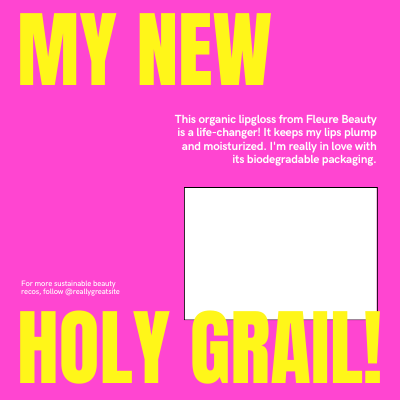 MY NEW
This organic lipgloss from Fleure Beauty
is a life-changer! It keeps my lips plump
and moisturized. I'm really in love with
its biodegradable packaging.
For more sustainable beauty
recos, follow @reallygreatsite
HOLY GRAIL!